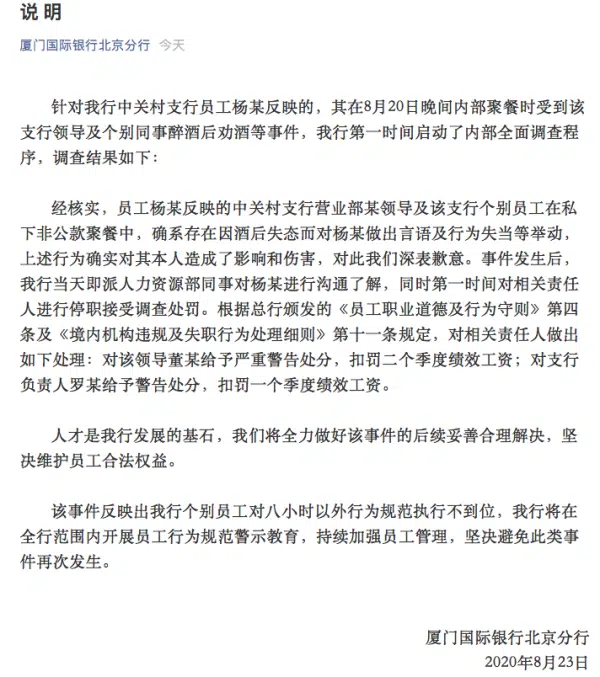 说 明
厦门国际银行北京分行 今天
针对我行中关村支行员工杨某反映的，其在8月20日晚间内部聚餐时受到该
支行领导及个别同事醉酒后劝酒等事件，我行第一时间启动了内部全面调查程
序，调查结果如下：
经核实，员工杨某反映的中关村支行营业部某领导及该支行个别员工在私
下非公款聚餐中，确系存在因酒后失态而对杨某做出言语及行为失当等举动，
上述行为确实对其本人造成了影响和伤害，对此我们深表歉意。事件发生后，
我行当天即派人力资源部同事对杨某进行沟通了解，同时第一时间对相关责任
人进行停职接受调查处罚。根据总行颁发的《员工职业道德及行为守则》第四
条及《境内机构违规及失职行为处理细则》第十一条规定，对相关责任人做出
如下处理：对该领导董某给予严重警告处分，扣罚二个季度绩效工资；对支行
负责人罗某给予警告处分，扣罚一个季度绩效工资。
人才是我行发展的基石，我们将全力做好该事件的后续妥善合理解决，坚
决维护员工合法权益。
该事件反映出我行个别员工对八小时以外行为规范执行不到位，我行将在
全行范围内开展员工行为规范警示教育，持续加强员工管理，坚决避免此类事
件再次发生。
厦门国际银行北京分行
2020年8月23日